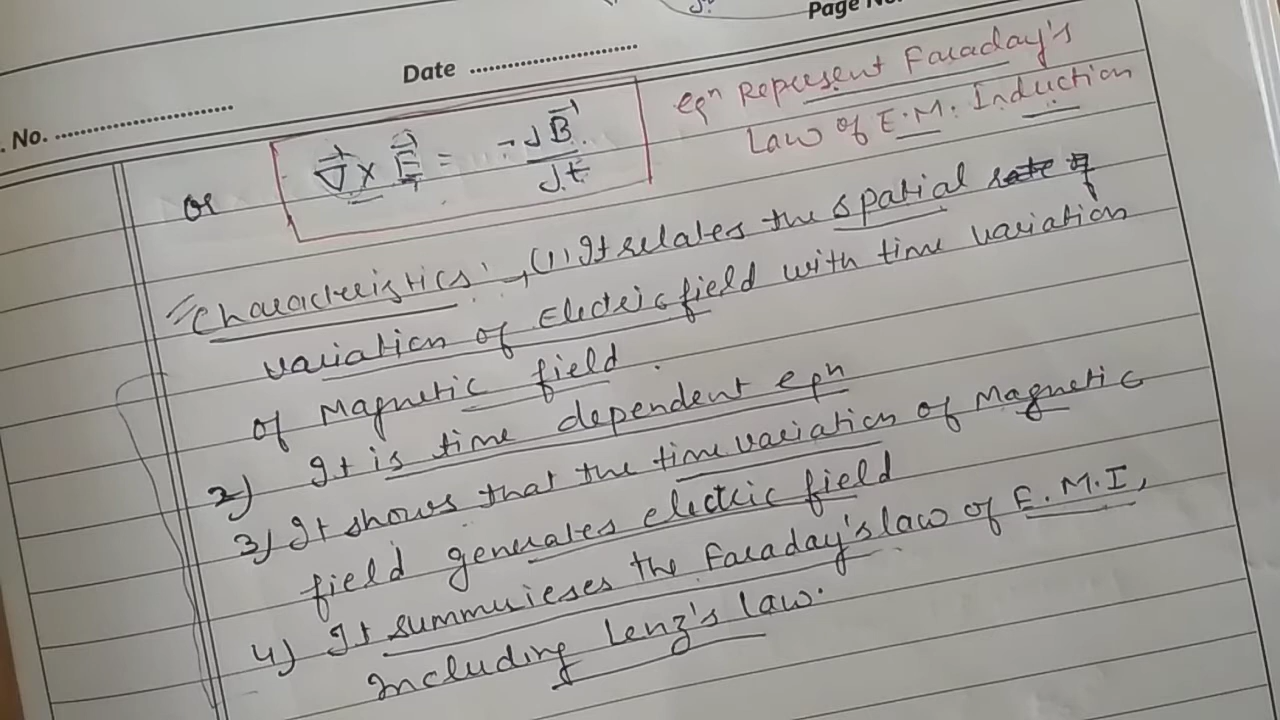 Page No.
Date
. No.
or ∇⃗ x E⃗ = -∂B⃗/∂t
eqn Represent Faraday's
Law of E.M. Induction
Characteristics:→(1) It relates the spatial
variation of Electric field with time variation
of Magnetic field.
2) It is time dependent eqn
3) It shows that the time variation of Magnetic
field generates electric field
4) It summuieses the Faraday's law of E.M.I,
Including Lenz's law.